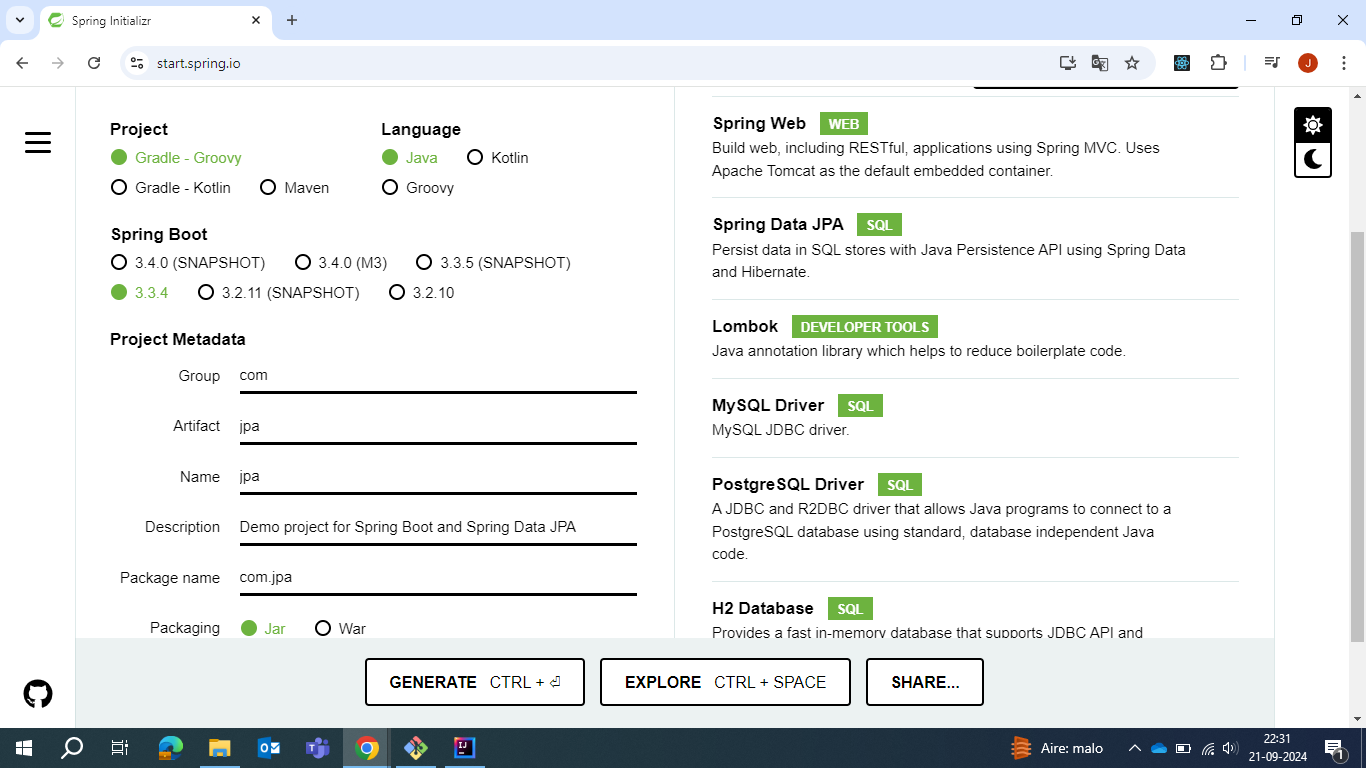 Spring Initializr
start.spring.io
J
Project
Gradle - Groovy
Gradle - Kotlin Maven
Language
Java Kotlin
Groovy
Spring Boot
3.4.0 (SNAPSHOT) 3.4.0 (M3) 3.3.5 (SNAPSHOT)
3.3.4 3.2.11 (SNAPSHOT) 3.2.10
Project Metadata
Group com
Artifact jpa
Name jpa
Description Demo project for Spring Boot and Spring Data JPA
Package name com.jpa
Packaging Jar War
Spring Web WEB
Build web, including RESTful, applications using Spring MVC. Uses
Apache Tomcat as the default embedded container.
Spring Data JPA SQL
Persist data in SQL stores with Java Persistence API using Spring Data
and Hibernate.
Lombok DEVELOPER TOOLS
Java annotation library which helps to reduce boilerplate code.
MySQL Driver SQL
MySQL JDBC driver.
PostgreSQL Driver SQL
A JDBC and R2DBC driver that allows Java programs to connect to a
PostgreSQL database using standard, database independent Java
code.
H2 Database SQL
Provides a fast in-memory database that supports JDBC API and
GENERATE CTRL + ⏎
EXPLORE CTRL + SPACE
SHARE...
Aire: malo
22:31
21-09-2024
1